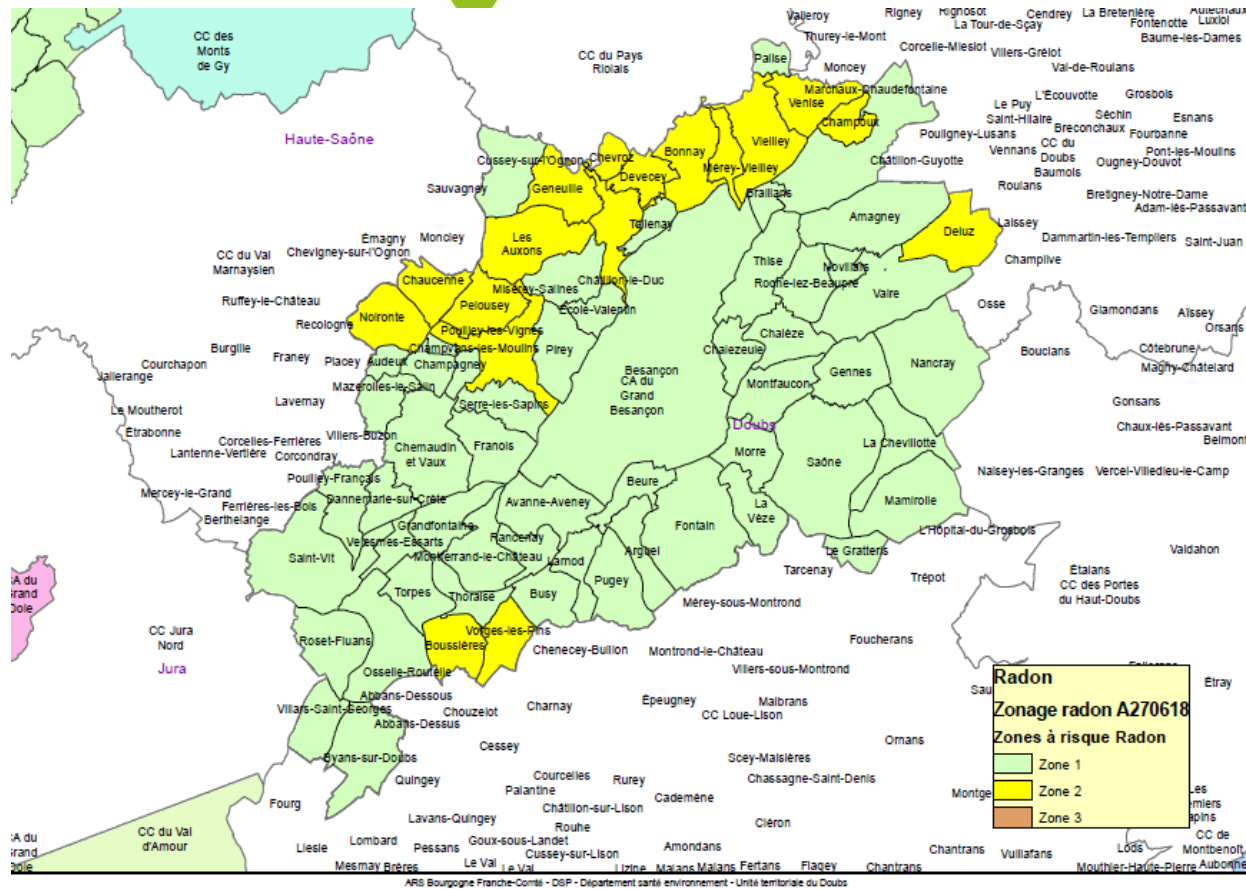 Valleroy
Rigney
Rignosot
Cendrey
La Bretenière
Autechaux
La Tour-de-Sçay
Fontenotte
Luxiol
CC des
Monts
de Gy
Thurey-le-Mont
Baume-les-Dames
CC du Pays
Riolais
Palise
Moncey
Corcelle-Mieslot
Villers-Grélot
Val-de-Roulans
Marchaux-Chaudefontaine
Venise
Champoux
L'Écouvotte
Grosbois
Le Puy
Saint-Hilaire
Séchin
Esnans
Haute-Saône
Pouligney-Lusans
Breconchaux
Fourbanne
Vieilley
Bonnay
Vennans
CC du
Doubs
Baumois
Pont-les-Moulins
Ougney-Douvot
Cussey-sur-l'Ognon
Chevroz
Devecey
Mérey-Vieilley
Châtillon-Guyotte
Sauvagney
Geneuille
Braillans
Roulans
Bretigney-Notre-Dame
Adam-lès-Passavant
Tallenay
Amagney
Deluz
Laissey
Dammartin-les-Templiers
Saint-Juan
Émagny
Moncley
Les
Auxons
CC du Val
Marnaysien
Chevigney-sur-l'Ognon
Champlive
Thise
Novillars
Chaucenne
Miserey-Salines
Châtillon-le-Duc
Roche-lez-Beaupré
Vaire
Ruffey-le-Château
Pelousey
École-Valentin
Osse
Glamondans
Aïssey
Orsans
Recologne
Noironte
Pouilley-les-Vignes
Chalèze
Burgille
Franey
Placey
Audeux
Champvans-les-Moulins
Champagney
Pirey
Chalezeule
Bouclans
Côtebrune
Courchapon
Jallerange
Mazerolles-le-Salin
Besançon
CA du
Grand
Besançon
Montfaucon
Gennes
Nancray
Magny-Châtelard
Lavernay
Serre-les-Sapins
Gonsans
Le Moutherot
Étrabonne
Corcelles-Ferrières
Villers-Buzon
Doubs
Chaux-lès-Passavant
Belmont
Lantenne-Vertière
Corcondray
Chemaudin
et Vaux
Franois
Morre
Saône
La Chevillotte
Pouilley-Français
Beure
Naisey-les-Granges
Vercel-Villedieu-le-Camp
Mercey-le-Grand
Ferrières-les-Bois
Berthelange
Dannemarie-sur-Crète
Avanne-Aveney
La
Vèze
Mamirolle
Grandfontaine
Fontain
L'Hôpital-du-Grosbois
Velesmes-Essarts
Rancenay
Saint-Vit
Montferrand-le-Château
Larnod
Arguel
Le Gratteris
Valdahon
CA du
Grand
Dole
Torpes
Thoraise
Busy
Pugey
Tarcenay
Trépot
Étalans
CC des Portes
du Haut-Doubs
Mérey-sous-Montrond
CC Jura
Nord
Jura
Roset-Fluans
Boussières
Vorges-les-Pins
Chenecey-Buillon
Montrond-le-Château
Foucherans
Villers-sous-Montrond
Osselle-Routelle
Étray
Villars-Saint-Georges
Abbans-Dessous
Abbans-Dessus
Chouzelot
Charnay
Épeugney
Malbrans
CC Loue-Lison
Byans-sur-Doubs
Cessey
Ornans
Scey-Maisières
Quingey
Courcelles
Palantine
Rurey
Chassagne-Saint-Denis
Fourg
Cademène
Châtillon-sur-Lison
CC du Val
d'Amour
Lavans-Quingey
Rouhe
Cléron
CA du
Grand
Dole
Liesle
Lombard
Pessans
Goux-sous-Landet
Cussey-sur-Lison
Amondans
Mesmay
Brères
Le Val
Le Val
Lizine
Malans
Malans
Fertans
Flagey
Chantrans
Chantrans
Vuillafans
Lods
Mouthier-Haute-Pierre
CC de
Montbenoit
Aubonne
Radon
Zonage radon A270618
Zones à risque Radon
Zone 1
Zone 2
Zone 3
ARS Bourgogne Franche-Comté - DSP - Département santé environnement - Unité territoriale du Doubs